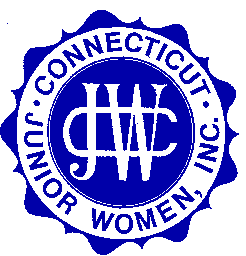 · CONNECTICUT ·
JUNIOR WOMEN, INC.
CJWC